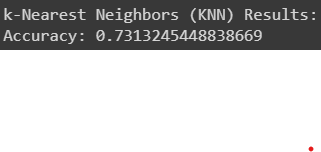 k-Nearest Neighbors (KNN) Results:
Accuracy: 0.7313245448838669